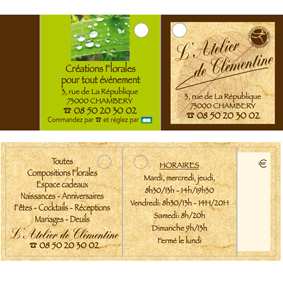 Créations Florales
pour tout événement
3, rue de La République
73000 CHAMBERY
☎ 08 50 20 30 02
Commandez par ☎ et réglez par
L'Atelier
de Clémentine
3, rue de La République
73000 CHAMBERY
☎ 08 50 20 30 02
Toutes
Compositions Florales
Espace cadeaux
Naissances - Anniversaires
Fêtes - Cocktails - Réceptions
Mariages - Deuils
L'Atelier de Clémentine
☎ 08 50 20 30 02
HORAIRES
Mardi, mercredi, jeudi,
8h30/13h - 14h/19h30
Vendredi: 8h30/13h - 14H/20H
Samedi: 8h/20h
Dimanche 9h/13h
Fermé le lundi
€